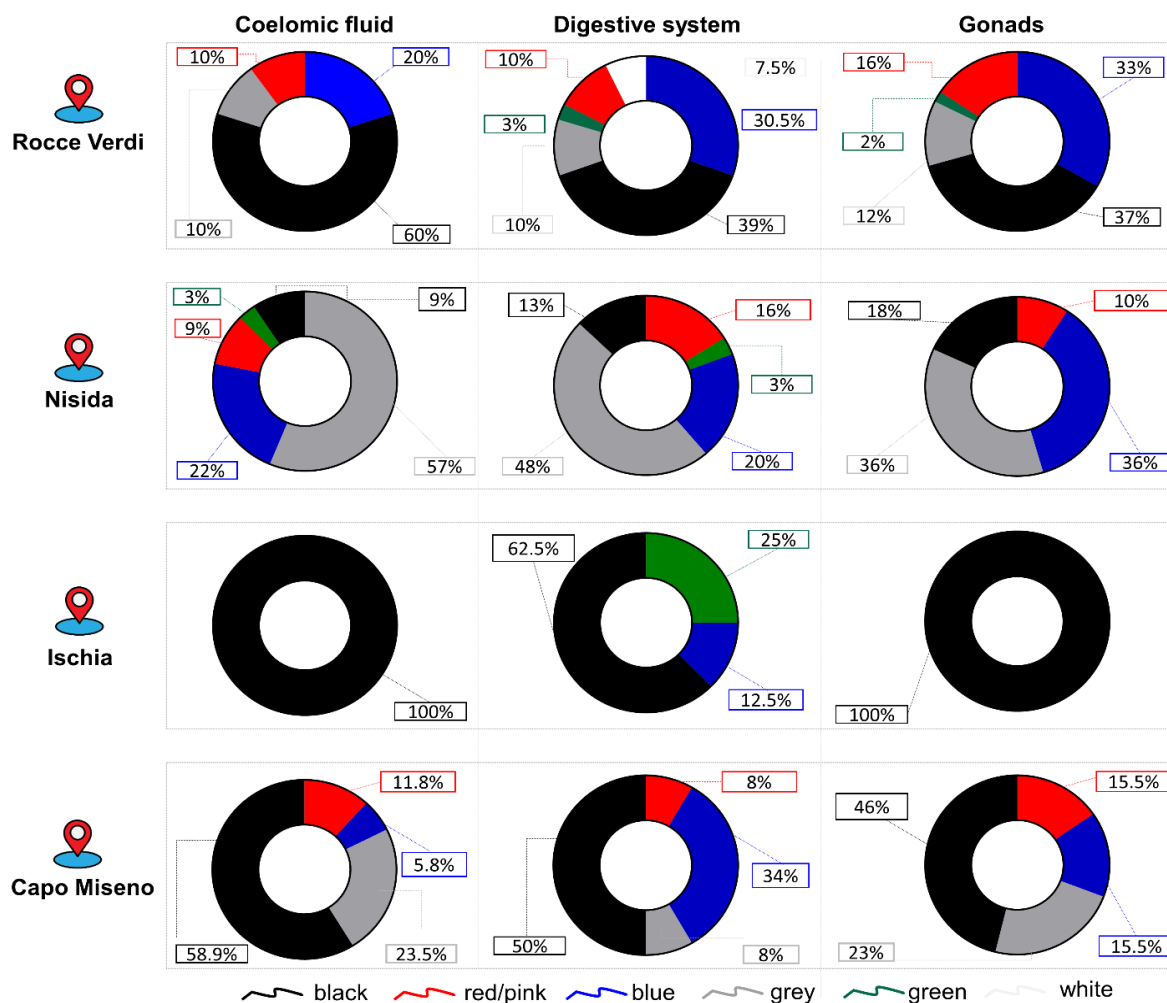 Coelomic fluid Digestive system Gonads
10% 20% 10% 7.5% 16% 33%
Rocce Verdi
3% 30.5% 2%
10% 60% 10% 39% 12% 37%
3% 9% 13% 16% 18% 10%
9%
Nisida
3%
22% 57% 48% 20% 36% 36%
62.5% 25%
Ischia
12.5%
100% 100%
11.8% 8% 46% 15.5%
5.8% 34%
Capo Miseno
58.9% 23.5% 50% 8% 23% 15.5%
black red/pink blue grey green white